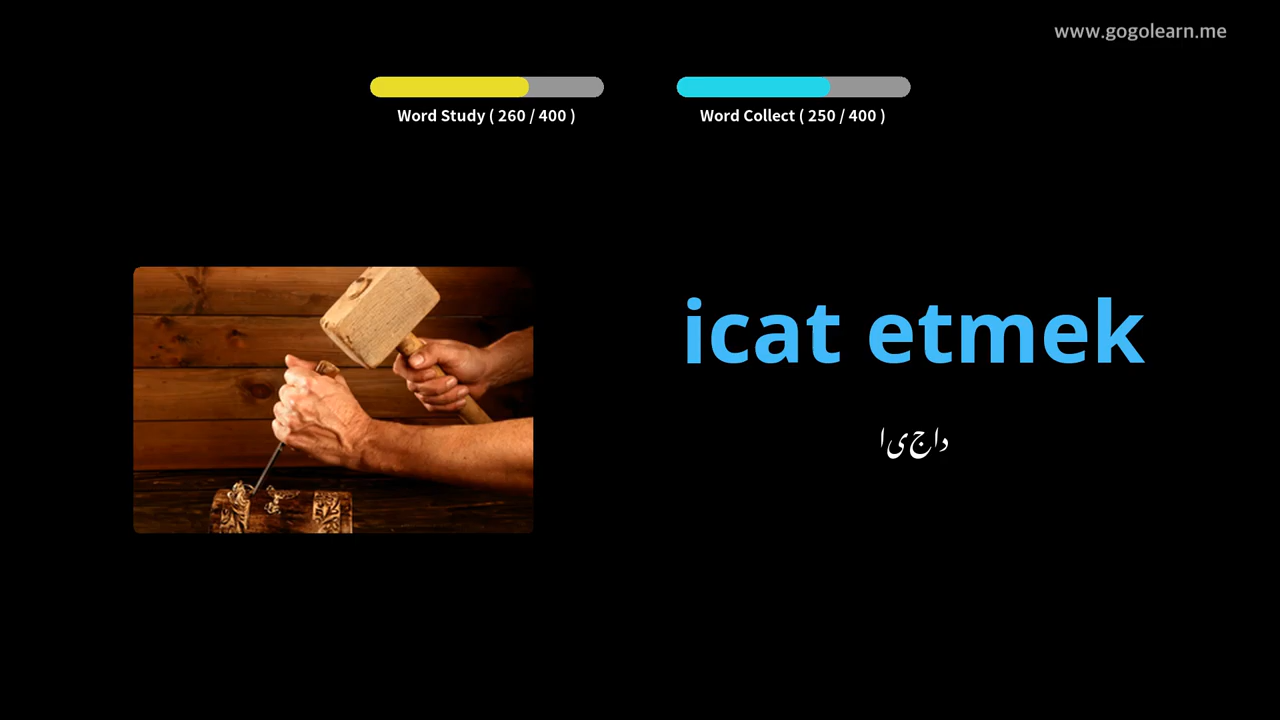 www.gogolearn.me
Word Study ( 260 / 400 )
Word Collect ( 250 / 400 )
icat etmek
ایجاد